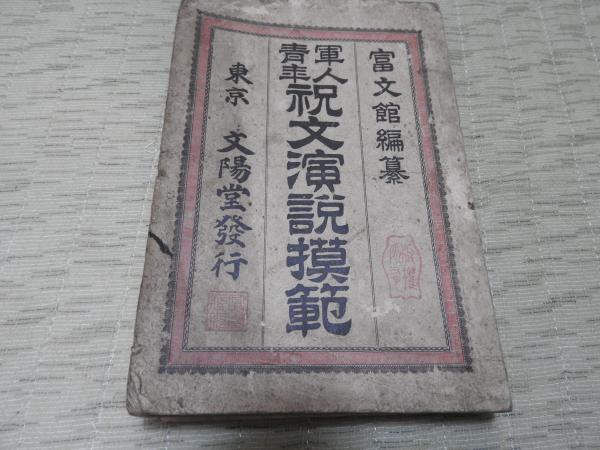 富文館編纂
軍人
青年
祝文演説摸範
東京 文陽堂發行